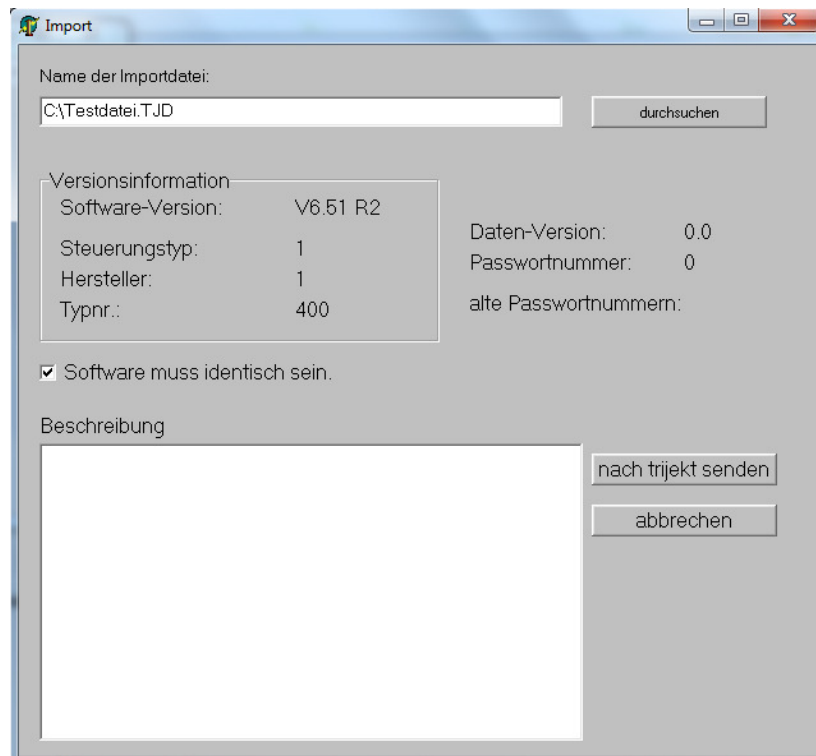 Import
Name der Importdatei:
C:\Testdatei.TJD
durchsuchen
Versionsinformation
Software-Version: V6.51 R2
Steuerungstyp: 1
Hersteller: 1
Typnr.: 400
Daten-Version: 0.0
Passwortnummer: 0
alte Passwortnummern:
Software muss identisch sein.
Beschreibung
nach trijekt senden
abbrechen